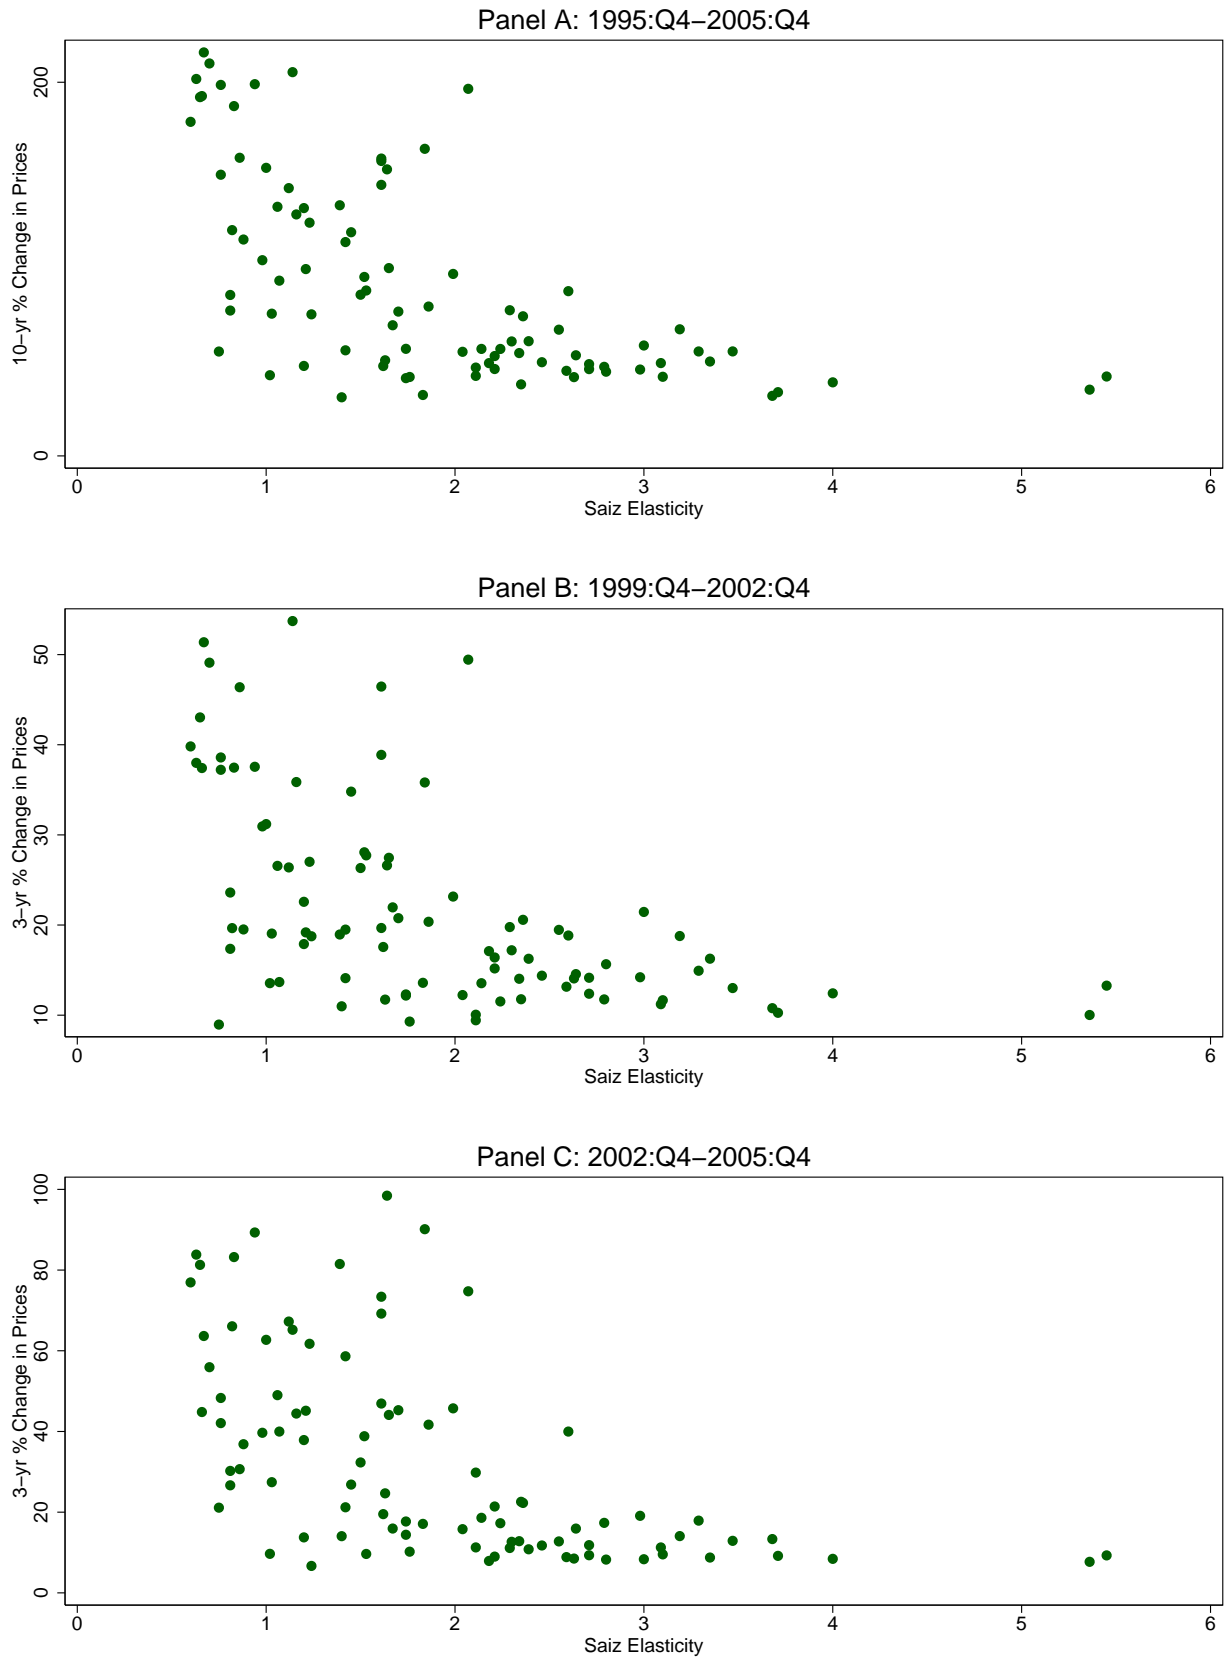 Panel A: 1995:Q4−2005:Q4
10−yr % Change in Prices
200
0
0 1 2 3 4 5 6
Saiz Elasticity
Panel B: 1999:Q4−2002:Q4
3−yr % Change in Prices
50
40
30
20
10
0 1 2 3 4 5 6
Saiz Elasticity
Panel C: 2002:Q4−2005:Q4
3−yr % Change in Prices
100
80
60
40
20
0
0 1 2 3 4 5 6
Saiz Elasticity